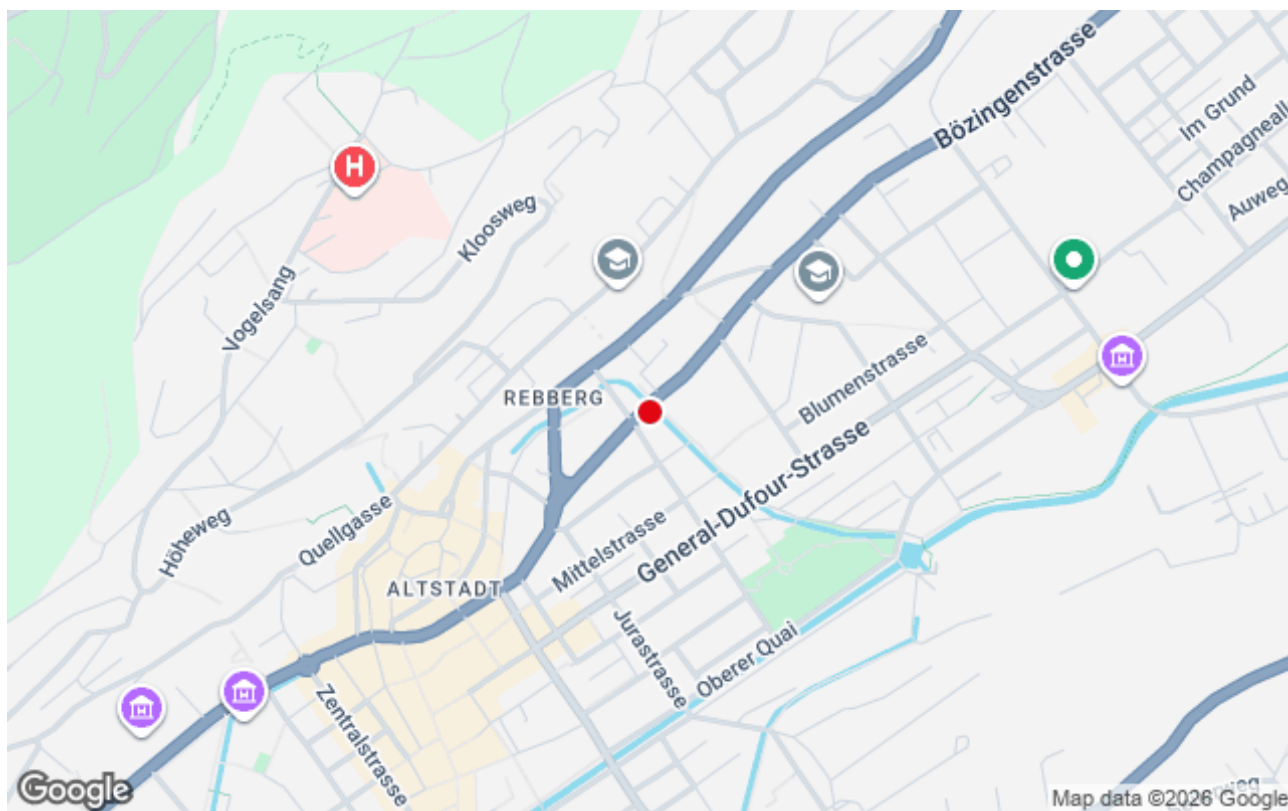 Bözingenstrasse
Im Grund
Auweg
Kloosweg
Vogelsang
Blumenstrasse
REBBERG
General-Dufour-Strasse
Höheweg
Quellgasse
Mittelstrasse
ALTSTADT
Jurastrasse
Oberer Quai
Zentralstrasse
H
Google
Map data ©2026 Google